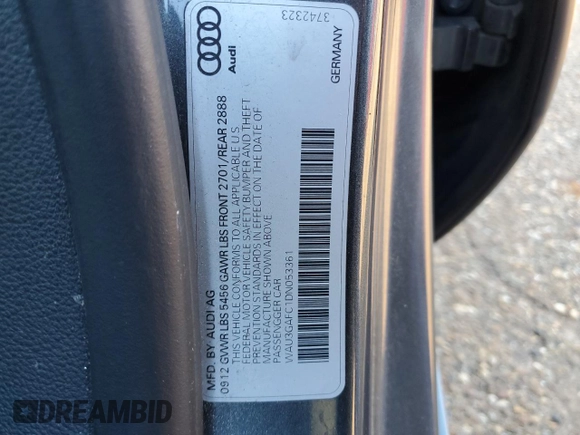 MFD. BY AUDI AG
09 12 GVWR LBS 5456 GAWR LBS FRONT 2701/REAR 2888
THIS VEHICLE CONFORMS TO ALL APPLICABLE U S
FEDERAL MOTOR VEHICLE SAFETY BUMPER AND THEFT
PREVENTION STANDARDS IN EFFECT ON THE DATE OF
MANUFACTURE SHOWN ABOVE.
PASSENGER CAR
WAU3GAFC1DN053361
Audi
GERMANY
3742323
DREAMBID